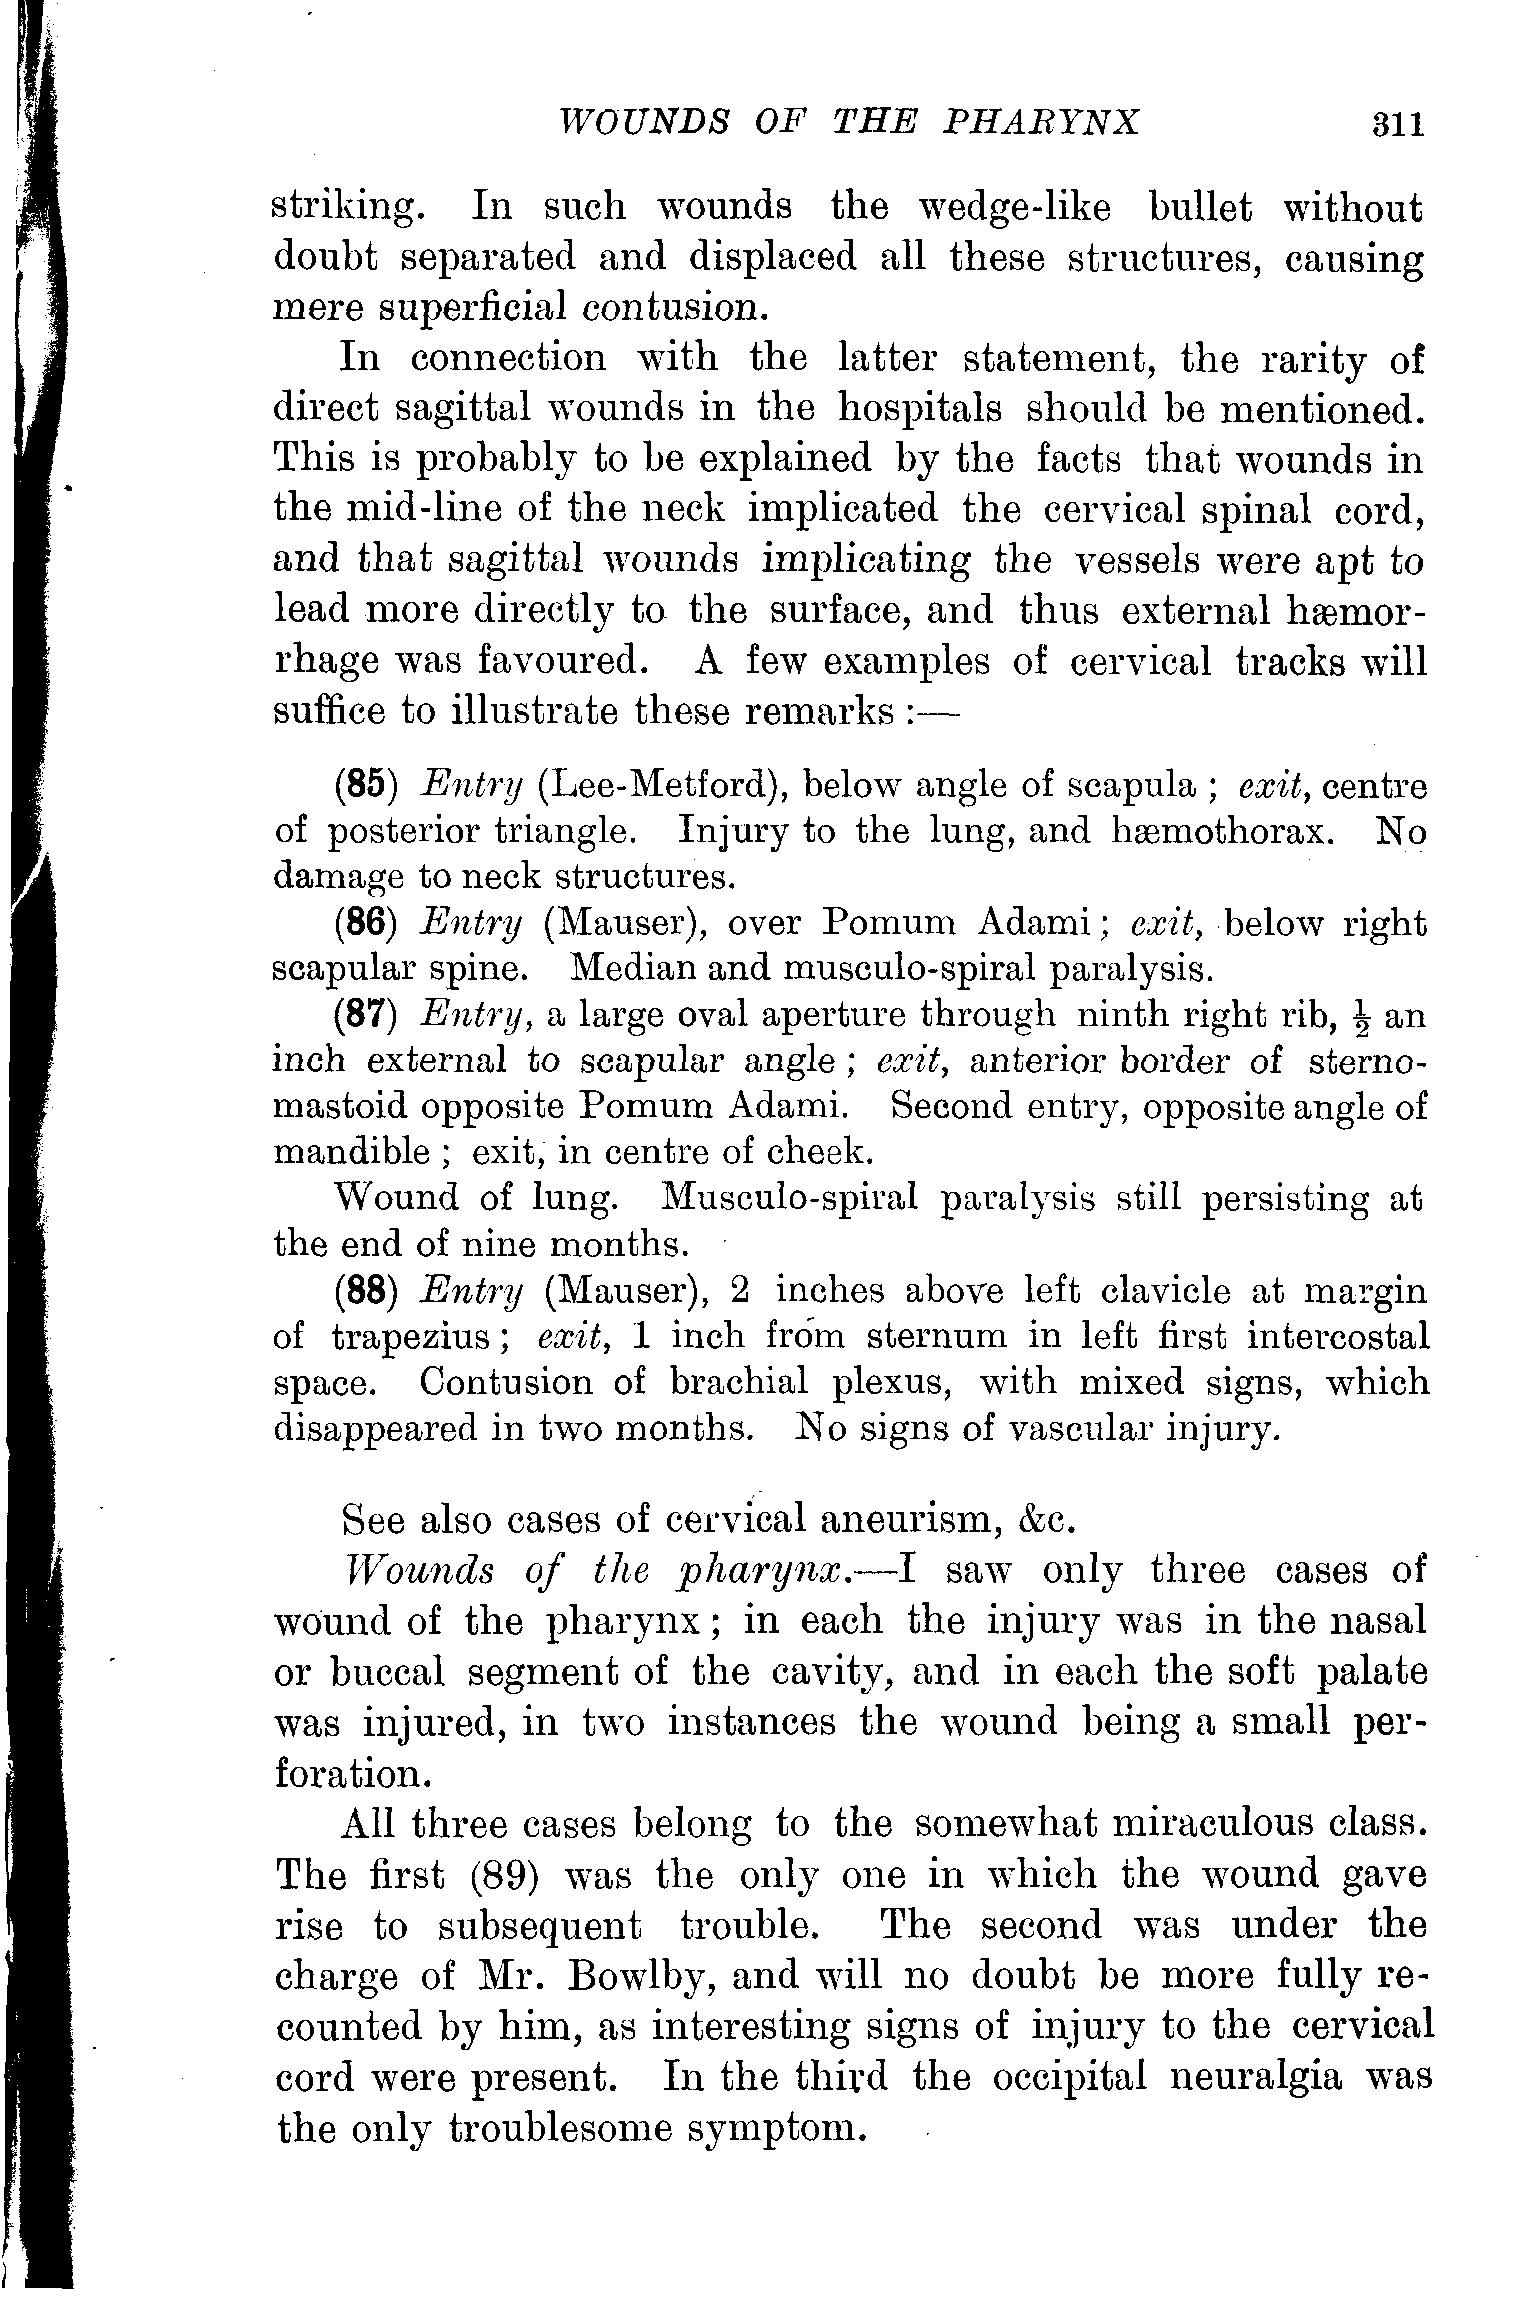 WOUNDS OF THE PHARYNX 311
striking. In such wounds the wedge-like bullet without
doubt separated and displaced all these structures, causing
mere superficial contusion.
In connection with the latter statement, the rarity of
direct sagittal wounds in the hospitals should be mentioned.
This is probably to be explained by the facts that wounds in
the mid-line of the neck implicated the cervical spinal cord,
and that sagittal wounds implicating the vessels were apt to
lead more directly to the surface, and thus external hæmor-
rhage was favoured. A few examples of cervical tracks will
suffice to illustrate these remarks :—
(85) Entry (Lee-Metford), below angle of scapula ; exit, centre
of posterior triangle. Injury to the lung, and hæmothorax. No
damage to neck structures.
(86) Entry (Mauser), over Pomum Adami ; exit, below right
scapular spine. Median and musculo-spiral paralysis.
(87) Entry, a large oval aperture through ninth right rib, ½ an
inch external to scapular angle ; exit, anterior border of sterno-
mastoid opposite Pomum Adami. Second entry, opposite angle of
mandible ; exit, in centre of cheek.
Wound of lung. Musculo-spiral paralysis still persisting at
the end of nine months.
(88) Entry (Mauser), 2 inches above left clavicle at margin
of trapezius ; exit, 1 inch from sternum in left first intercostal
space. Contusion of brachial plexus, with mixed signs, which
disappeared in two months. No signs of vascular injury.
See also cases of cervical aneurism, &c.
Wounds of the pharynx.—I saw only three cases of
wound of the pharynx ; in each the injury was in the nasal
or buccal segment of the cavity, and in each the soft palate
was injured, in two instances the wound being a small per-
foration.
All three cases belong to the somewhat miraculous class.
The first (89) was the only one in which the wound gave
rise to subsequent trouble. The second was under the
charge of Mr. Bowlby, and will no doubt be more fully re-
counted by him, as interesting signs of injury to the cervical
cord were present. In the third the occipital neuralgia was
the only troublesome symptom.